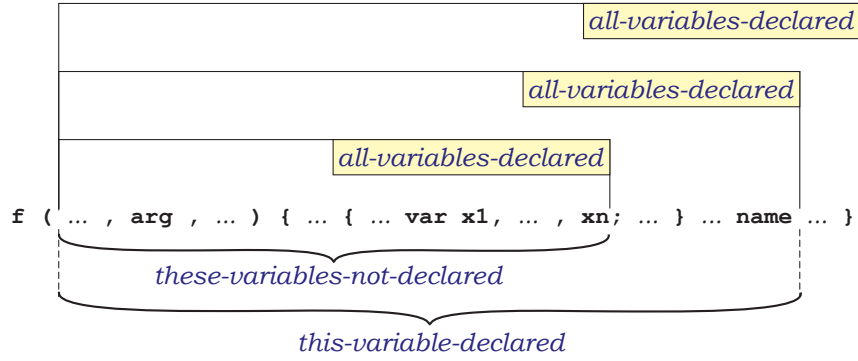 all-variables-declared
all-variables-declared
all-variables-declared
f ( … , arg , … ) { … { … var x1, … , xn; … } … name … }
these-variables-not-declared
this-variable-declared